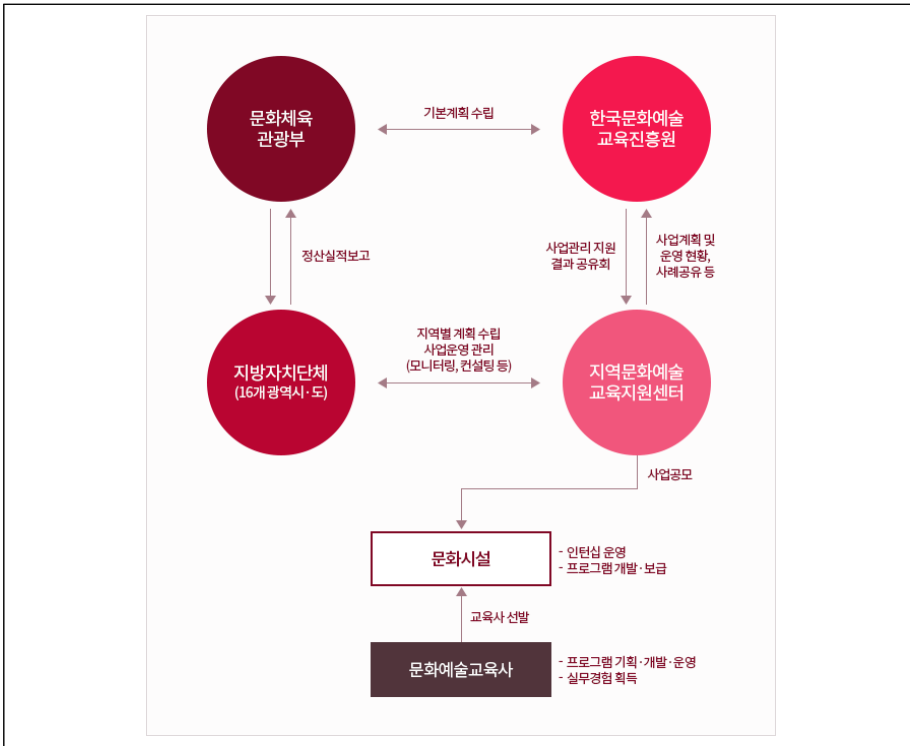 문화체육
관광부
기본계획 수립
한국문화예술
교육진흥원
정산실적보고
사업관리 지원
결과 공유회
사업계획 및
운영 현황,
사례공유 등
지방자치단체
(16개 광역시·도)
지역별 계획 수립
사업운영 관리
(모니터링, 컨설팅 등)
지역문화예술
교육지원센터
사업공모
문화시설
- 인턴십 운영
- 프로그램 개발·보급
교육사 선발
문화예술교육사
- 프로그램 기획·개발·운영
- 실무경험 획득